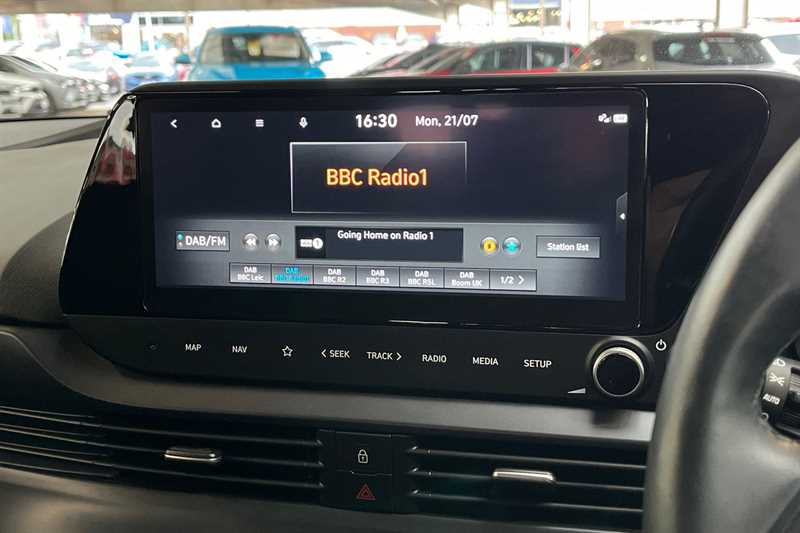 16:30 Mon, 21/07
BBC Radio1
DAB/FM
Going Home on Radio 1
Station list
DAB
BBC Leic
DAB
DAB
BBC R2
DAB
BBC R3
DAB
BBC R5L
DAB
Boom UK
1/2
MAP
NAV
SEEK
TRACK
RADIO
MEDIA
SETUP
AUTO